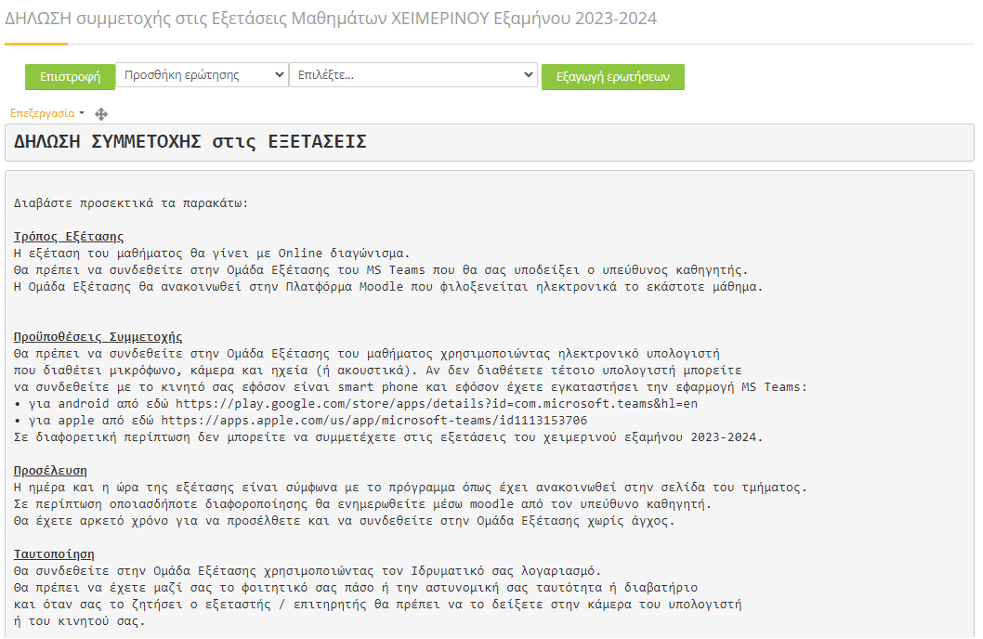 ΔΗΛΩΣΗ συμμετοχής στις Εξετάσεις Μαθημάτων ΧΕΙΜΕΡΙΝΟΥ Εξαμήνου 2023-2024
Επιστροφή Προσθήκη ερώτησης Επιλέξτε... Εξαγωγή ερωτήσεων
Επεξεργασία
ΔΗΛΩΣΗ ΣΥΜΜΕΤΟΧΗΣ στις ΕΞΕΤΑΣΕΙΣ
Διαβάστε προσεκτικά τα παρακάτω:
Τρόπος Εξέτασης
Η εξέταση του μαθήματος θα γίνει με Online διαγώνισμα.
Θα πρέπει να συνδεθείτε στην Ομάδα Εξέτασης του MS Teams που θα σας υποδείξει ο υπεύθυνος καθηγητής.
Η Ομάδα Εξέτασης θα ανακοινωθεί στην Πλατφόρμα Moodle που φιλοξενείται ηλεκτρονικά το εκάστοτε μάθημα.
Προϋποθέσεις Συμμετοχής
Θα πρέπει να συνδεθείτε στην Ομάδα Εξέτασης του μαθήματος χρησιμοποιώντας ηλεκτρονικό υπολογιστή
που διαθέτει μικρόφωνο, κάμερα και ηχεία (ή ακουστικά). Αν δεν διαθέτετε τέτοιο υπολογιστή μπορείτε
να συνδεθείτε με το κινητό σας εφόσον είναι smart phone και εφόσον έχετε εγκαταστήσει την εφαρμογή MS Teams:
• για android από εδώ https://play.google.com/store/apps/details?id=com.microsoft.teams&hl=en
• για apple από εδώ https://apps.apple.com/us/app/microsoft-teams/id1113153706
Σε διαφορετική περίπτωση δεν μπορείτε να συμμετέχετε στις εξετάσεις του χειμερινού εξαμήνου 2023-2024.
Προσέλευση
Η ημέρα και η ώρα της εξέτασης είναι σύμφωνα με το πρόγραμμα όπως έχει ανακοινωθεί στην σελίδα του τμήματος.
Σε περίπτωση οποιασδήποτε διαφοροποίησης θα ενημερωθείτε μέσω moodle από τον υπεύθυνο καθηγητή.
Θα έχετε αρκετό χρόνο για να προσέλθετε και να συνδεθείτε στην Ομάδα Εξέτασης χωρίς άγχος.
Ταυτοποίηση
Θα συνδεθείτε στην Ομάδα Εξέτασης χρησιμοποιώντας τον Ιδρυματικό σας λογαριασμό.
Θα πρέπει να έχετε μαζί σας το φοιτητικό σας πάσο ή την αστυνομική σας ταυτότητα ή διαβατήριο
και όταν σας το ζητήσει ο εξεταστής / επιτηρητής θα πρέπει να το δείξετε στην κάμερα του υπολογιστή
ή του κινητού σας.